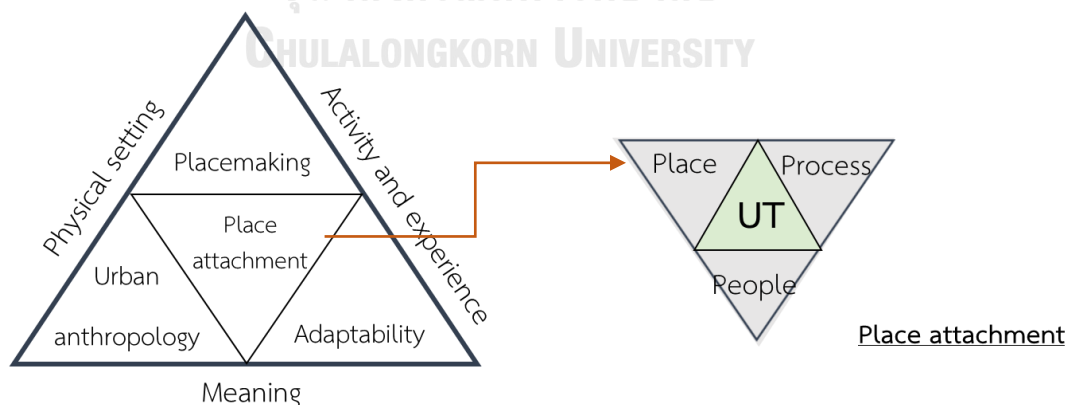 CHULALONGKORN UNIVERSITY
Physical setting
Activity and experience
Placemaking
Place
attachment
Urban
anthropology
Adaptability
Meaning
Place
Process
UT
People
Place attachment